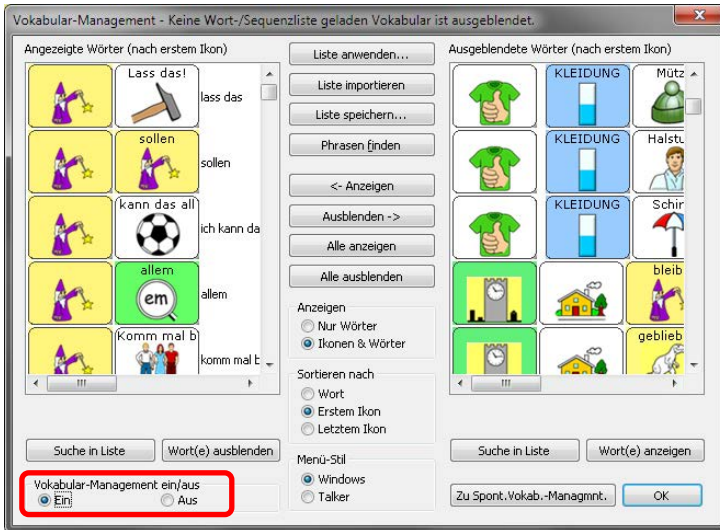 Vokabular-Management - Keine Wort-/Sequenzliste geladen Vokabular ist ausgeblendet.
Angezeigte Wörter (nach erstem Ikon)
Lass das!
lass das
sollen
sollen
kann das all
ich kann da
allem
em
allem
Komm mal b
komm mal b
Suche in Liste
Wort(e) ausblenden
Vokabular-Management ein/aus
Ein
Aus
Liste anwenden...
Liste importieren
Liste speichern...
Phrasen finden
<- Anzeigen
Ausblenden ->
Alle anzeigen
Alle ausblenden
Anzeigen
Nur Wörter
Ikonen & Wörter
Sortieren nach
Wort
Erstem Ikon
Letztem Ikon
Menü-Stil
Windows
Talker
Ausgeblendete Wörter (nach erstem Ikon)
KLEIDUNG
Mütz
KLEIDUNG
Halstu
KLEIDUNG
Schir
bleib
geblieb
Suche in Liste
Wort(e) anzeigen
Zu Spont.Vokab.-Managmnt.
OK